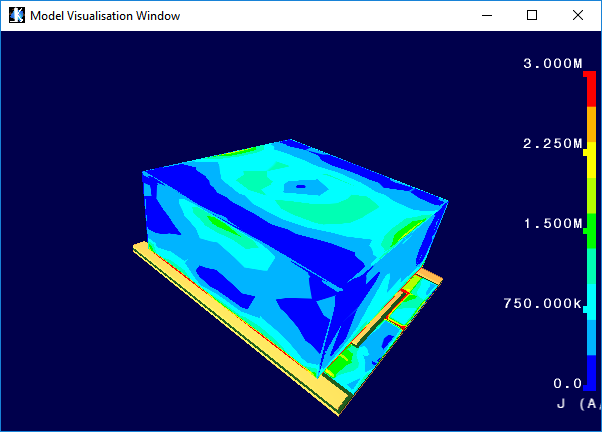 Model Visualisation Window
3.000M
2.250M
1.500M
750.000k
0.0
J (A/